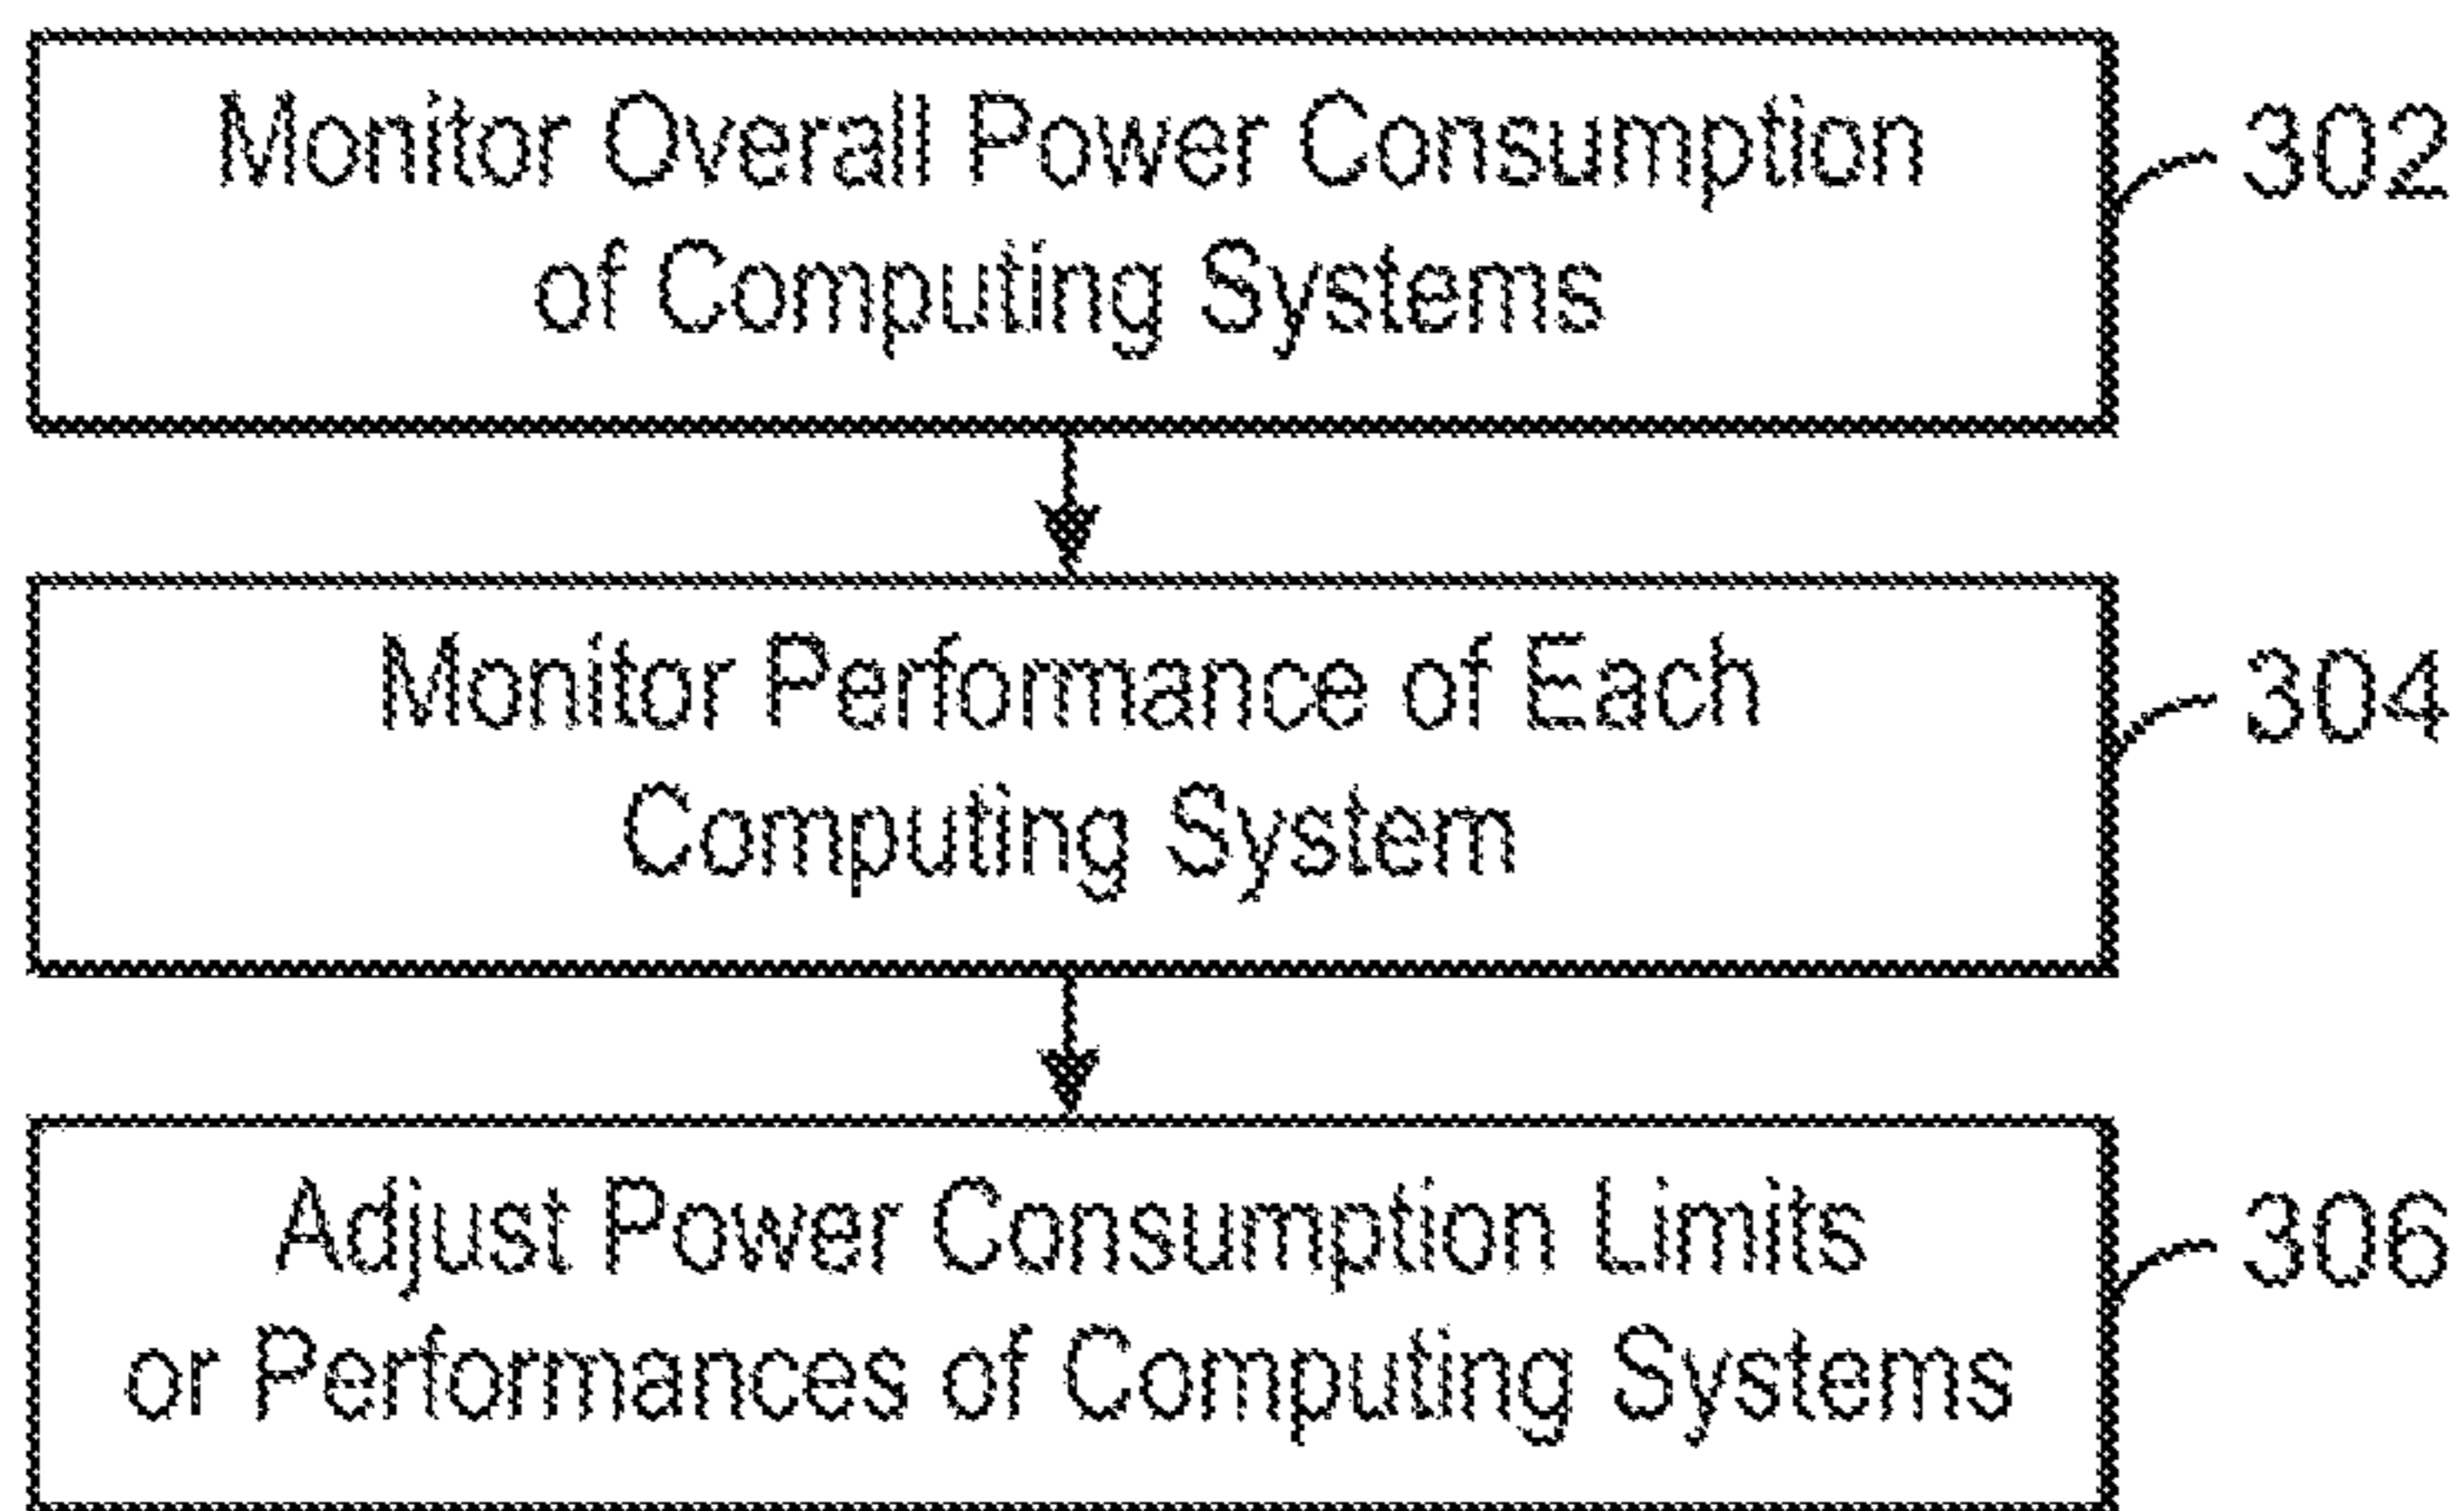 Monitor Overall Power Consumption
of Computing Systems
302
Monitor Performance of Each
Computing System
304
Adjust Power Consumption Limits
or Performances of Computing Systems
306